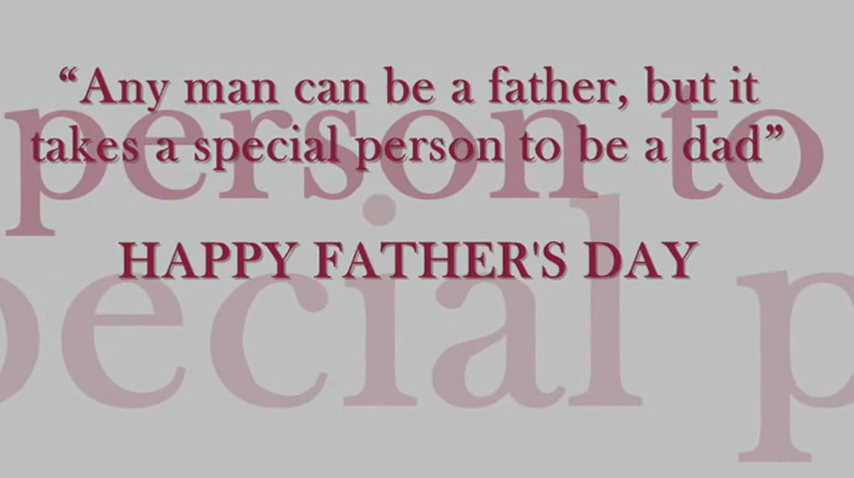 “Any man can be a father, but it
takes a special person to be a dad”
HAPPY FATHER'S DAY
person to
pecial p